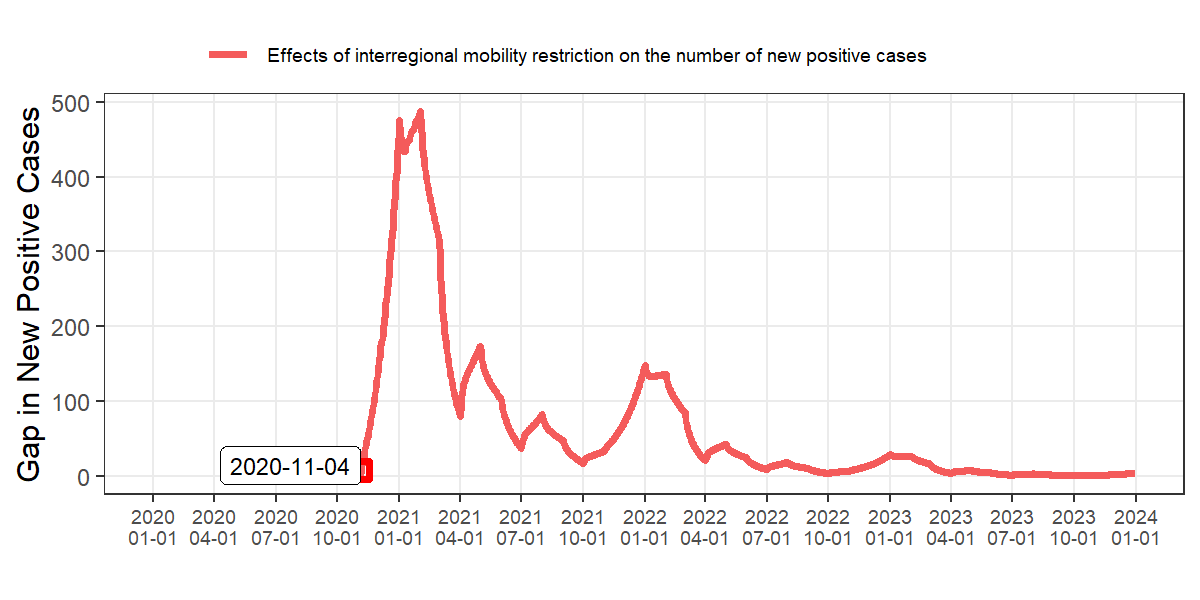 Effects of interregional mobility restriction on the number of new positive cases
Gap in New Positive Cases
500
400
300
200
100
0
2020-11-04
2020 2020 2020 2020 2021 2021 2021 2021 2022 2022 2022 2022 2023 2023 2023 2023 2024
01-01 04-01 07-01 10-01 01-01 04-01 07-01 10-01 01-01 04-01 07-01 10-01 01-01 04-01 07-01 10-01 01-01